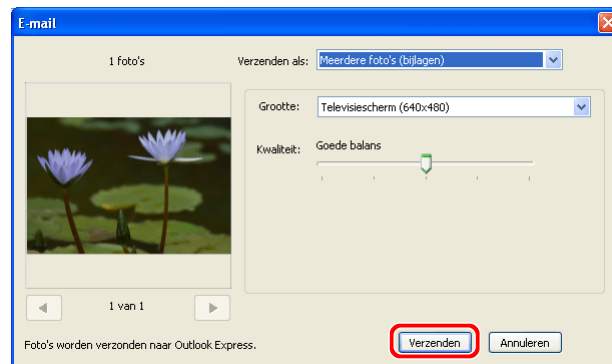 E-mail
1 foto's
Verzenden als: Meerdere foto's (bijlagen)
Grootte: Televisiescherm (640x480)
Kwaliteit: Goede balans
1 van 1
Foto's worden verzonden naar Outlook Express.
Verzenden Annuleren